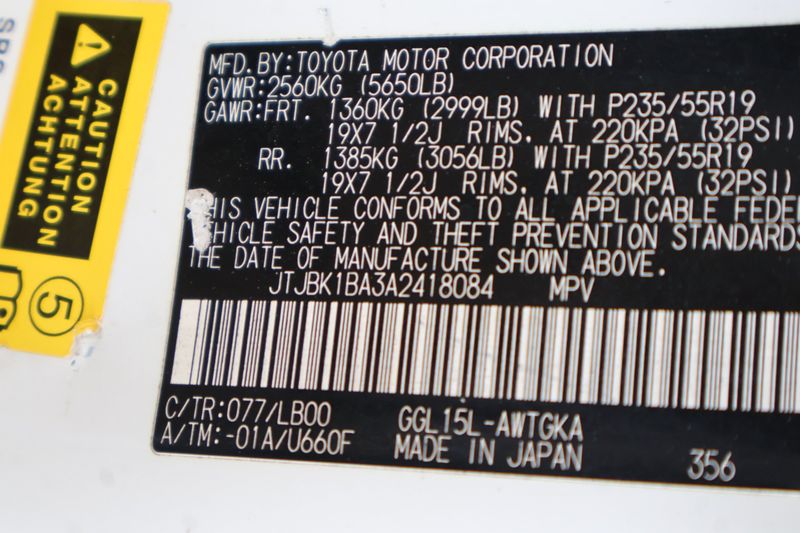 SRS
CAUTION
ATTENTION
ACHTUNG
5
MFD. BY: TOYOTA MOTOR CORPORATION
GVWR: 2560KG (5650LB)
GAWR: FRT. 1360KG (2999LB) WITH P235/55R19
19X7 1/2J RIMS. AT 220KPA (32PSI)
RR. 1385KG (3056LB) WITH P235/55R19
19X7 1/2J RIMS. AT 220KPA (32PSI)
HIS VEHICLE CONFORMS TO ALL APPLICABLE FEDER
EHICLE SAFETY AND THEFT PREVENTION STANDARDS
THE DATE OF MANUFACTURE SHOWN ABOVE.
JTJBK1BA3A2418084 MPV
C/TR: 077/LB00 GGL15L-AWTGKA
A/TM: -01A/U660F MADE IN JAPAN 356